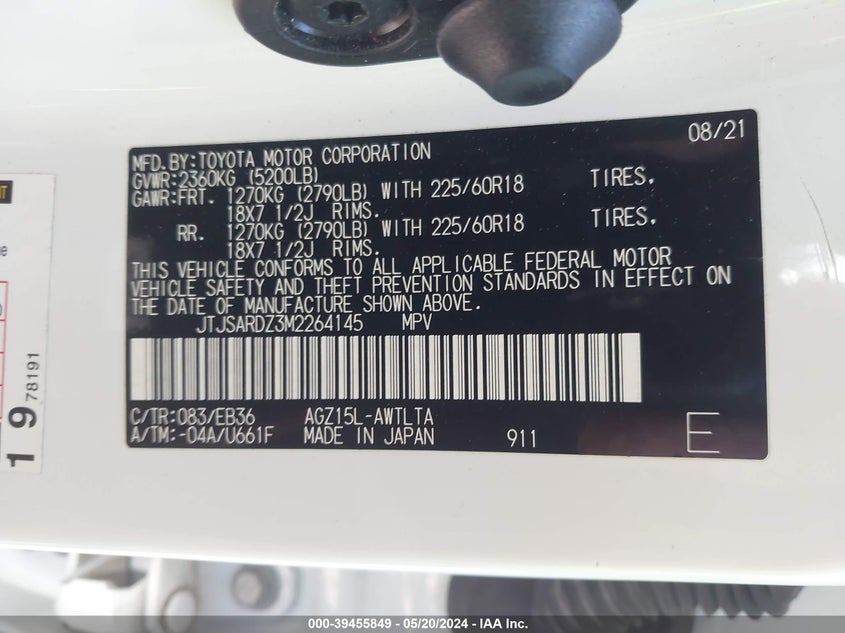 08/21
MFD.BY:TOYOTA MOTOR CORPORATION
GVWR:2360KG (5200LB)
GAWR:FRT. 1270KG (2790LB) WITH 225/60R18 TIRES.
18X7 1/2J RIMS.
RR. 1270KG (2790LB) WITH 225/60R18 TIRES.
18X7 1/2J RIMS.
THIS VEHICLE CONFORMS TO ALL APPLICABLE FEDERAL MOTOR
VEHICLE SAFETY AND THEFT PREVENTION STANDARDS IN EFFECT ON
THE DATE OF MANUFACTURE SHOWN ABOVE.
JTJSARDZ3M2264145 MPV
C/TR:083/EB36 AGZ15L-AWTLTA
A/TM:-04A/U661F MADE IN JAPAN 911 E
1 9 78191
000-39455849 - 05/20/2024 - IAA Inc.